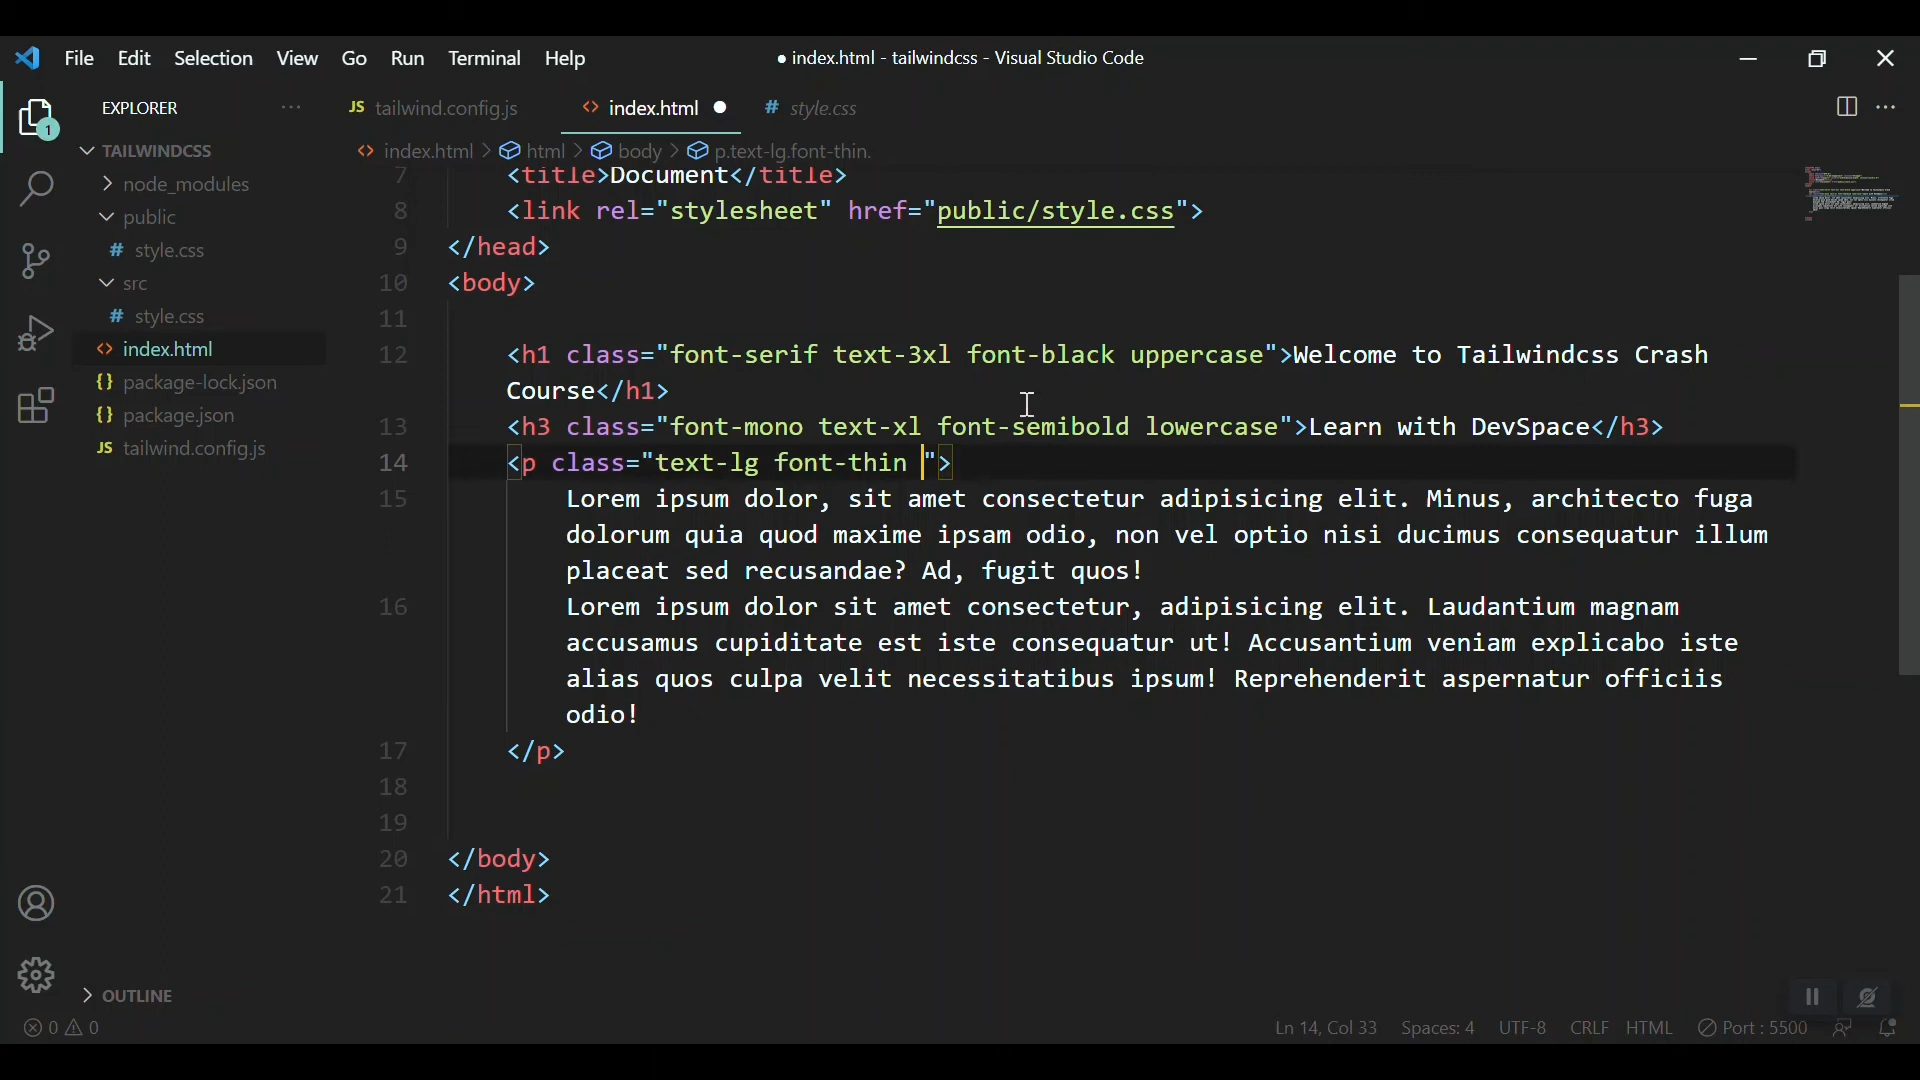 File Edit Selection View Go Run Terminal Help ● index.html - tailwindcss - Visual Studio Code
EXPLORER ··· JS tailwind.config.js <> index.html ● # style.css ···
1
TAILWINDCSS <> index.html > html > body > p.text-lg.font-thin.
node_modules
public
# style.css
src
# style.css
<> index.html
{} package-lock.json
{} package.json
JS tailwind.config.js
7 <title>Document</title>
8 <link rel="stylesheet" href="public/style.css">
9 </head>
10 <body>
11
12 <h1 class="font-serif text-3xl font-black uppercase">Welcome to Tailwindcss Crash
Course</h1>
13 <h3 class="font-mono text-xl font-semibold lowercase">Learn with DevSpace</h3>
14 <p class="text-lg font-thin ">
15 Lorem ipsum dolor, sit amet consectetur adipisicing elit. Minus, architecto fuga
dolorum quia quod maxime ipsam odio, non vel optio nisi ducimus consequatur illum
placeat sed recusandae? Ad, fugit quos!
16 Lorem ipsum dolor sit amet consectetur, adipisicing elit. Laudantium magnam
accusamus cupiditate est iste consequatur ut! Accusantium veniam explicabo iste
alias quos culpa velit necessitatibus ipsum! Reprehenderit aspernatur officiis
odio!
17 </p>
18
19
20 </body>
21 </html>
OUTLINE
0 0 Ln 14, Col 33 Spaces: 4 UTF-8 CRLF HTML Port : 5500